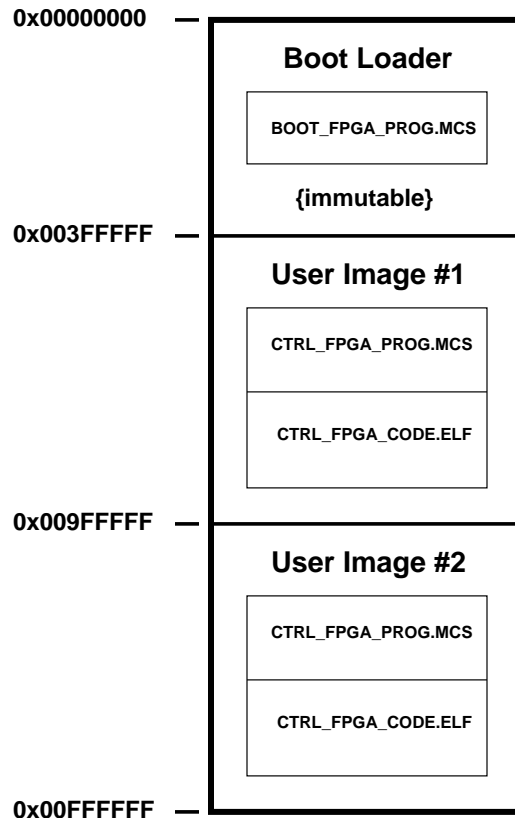 0x00000000
Boot Loader
BOOT_FPGA_PROG.MCS
{immutable}
0x003FFFFF
User Image #1
CTRL_FPGA_PROG.MCS
CTRL_FPGA_CODE.ELF
0x009FFFFF
User Image #2
CTRL_FPGA_PROG.MCS
CTRL_FPGA_CODE.ELF
0x00FFFFFF